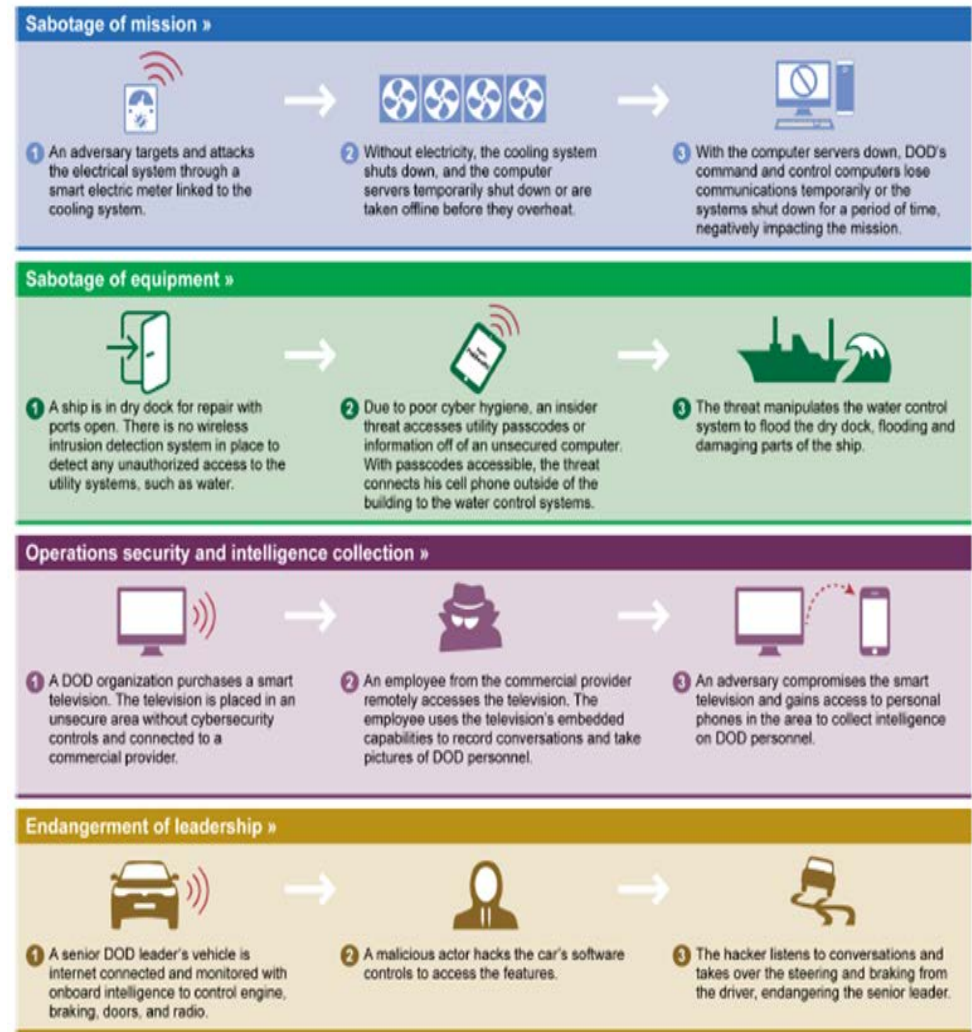 Sabotage of mission »
1 An adversary targets and attacks
the electrical system through a
smart electric meter linked to the
cooling system.
2 Without electricity, the cooling system
shuts down, and the computer
servers temporarily shut down or are
taken offline before they overheat.
3 With the computer servers down, DOD's
command and control computers lose
communications temporarily or the
systems shut down for a period of time,
negatively impacting the mission.
Sabotage of equipment »
1 A ship is in dry dock for repair with
ports open. There is no wireless
intrusion detection system in place to
detect any unauthorized access to the
utility systems, such as water.
2 Due to poor cyber hygiene, an insider
threat accesses utility passcodes or
information off of an unsecured computer.
With passcodes accessible, the threat
connects his cell phone outside of the
building to the water control systems.
3 The threat manipulates the water control
system to flood the dry dock, flooding and
damaging parts of the ship.
Operations security and intelligence collection »
1 A DOD organization purchases a smart
television. The television is placed in an
unsecure area without cybersecurity
controls and connected to a
commercial provider.
2 An employee from the commercial provider
remotely accesses the television. The
employee uses the television's embedded
capabilities to record conversations and take
pictures of DOD personnel.
3 An adversary compromises the smart
television and gains access to personal
phones in the area to collect intelligence
on DOD personnel.
Endangerment of leadership »
1 A senior DOD leader's vehicle is
internet connected and monitored with
onboard intelligence to control engine,
braking, doors, and radio.
2 A malicious actor hacks the car's software
controls to access the features.
3 The hacker listens to conversations and
takes over the steering and braking from
the driver, endangering the senior leader.